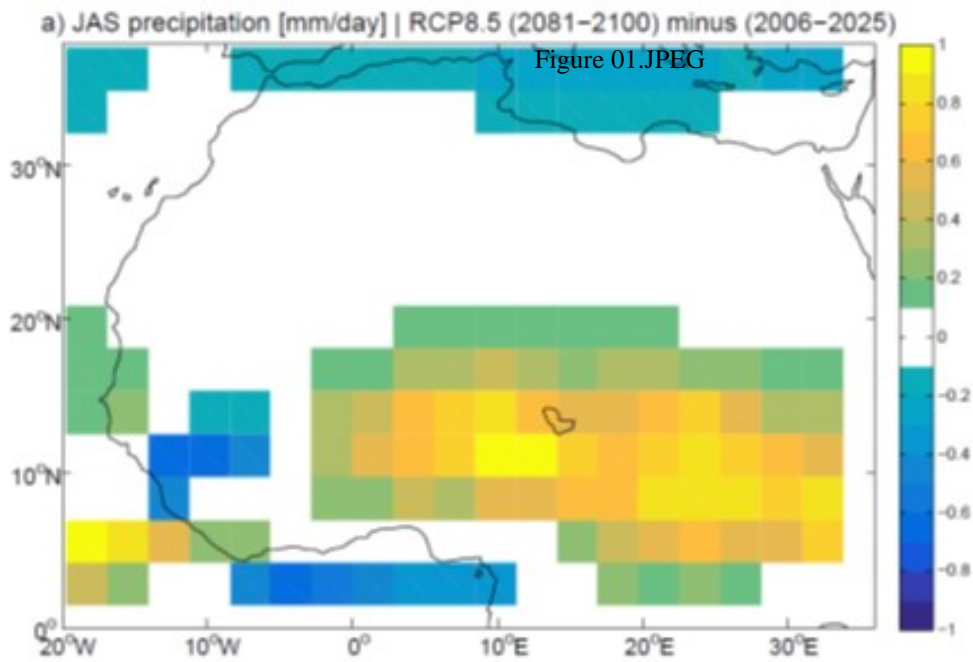 a) JAS precipitation [mm/day] | RCP8.5 (2081−2100) minus (2006−2025)
Figure 01.JPEG
1
0.8
0.6
0.4
0.2
0
−0.2
−0.4
−0.6
−0.8
−1
30°N
20°N
10°N
0°
20°W
10°W
0°
10°E
20°E
30°E